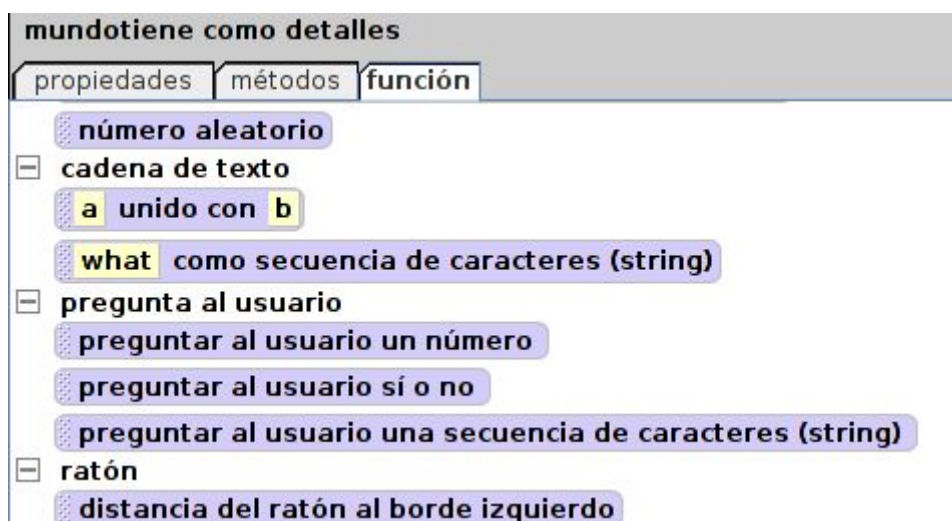 mundotiene como detalles
propiedades métodos función
número aleatorio
cadena de texto
a unido con b
what como secuencia de caracteres (string)
pregunta al usuario
preguntar al usuario un número
preguntar al usuario sí o no
preguntar al usuario una secuencia de caracteres (string)
ratón
distancia del ratón al borde izquierdo